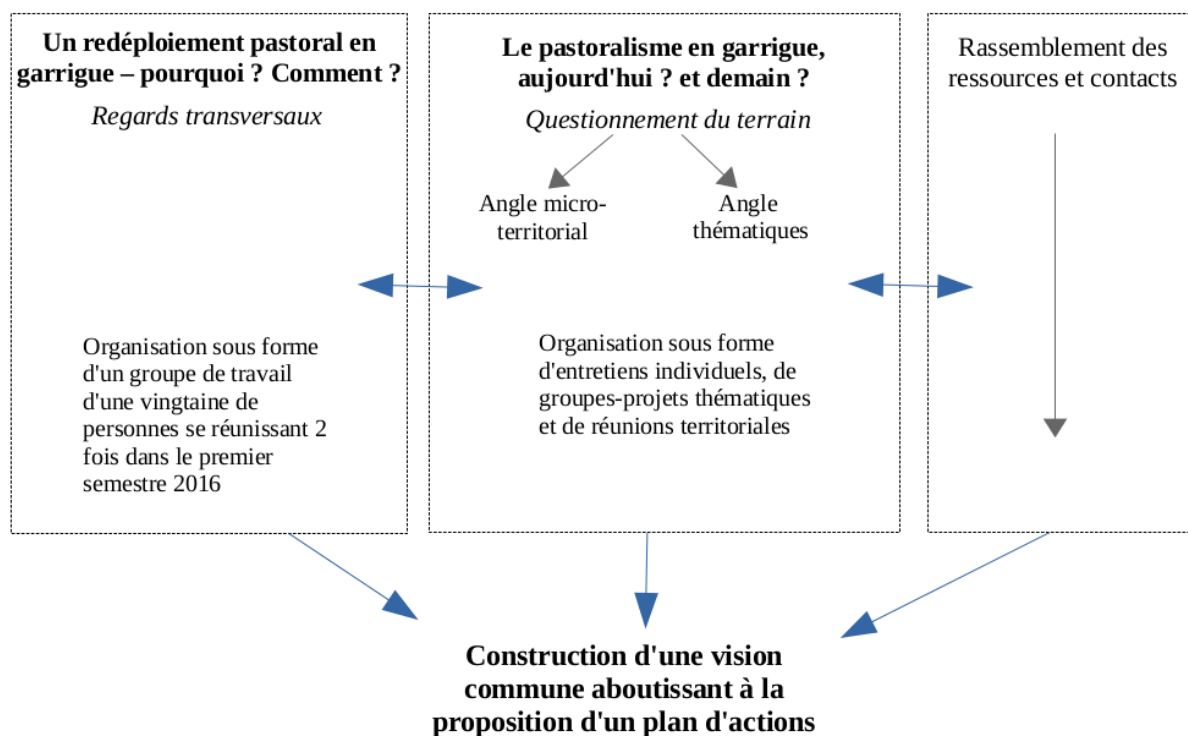 Un redéploiement pastoral en
garrigue – pourquoi ? Comment ?
Regards transversaux
Organisation sous forme
d'un groupe de travail
d'une vingtaine de
personnes se réunissant 2
fois dans le premier
semestre 2016
Le pastoralisme en garrigue,
aujourd'hui ? et demain ?
Questionnement du terrain
Angle micro-
territorial
Angle
thématiques
Organisation sous forme
d'entretiens individuels, de
groupes-projets thématiques
et de réunions territoriales
Rassemblement des
ressources et contacts
Construction d'une vision
commune aboutissant à la
proposition d'un plan d'actions